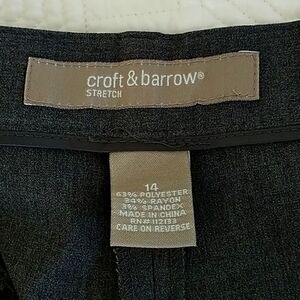 croft & barrow®
STRETCH
14
63% POLYESTER
34% RAYON
3% SPANDEX
MADE IN CHINA
RN# 112133
CARE ON REVERSE